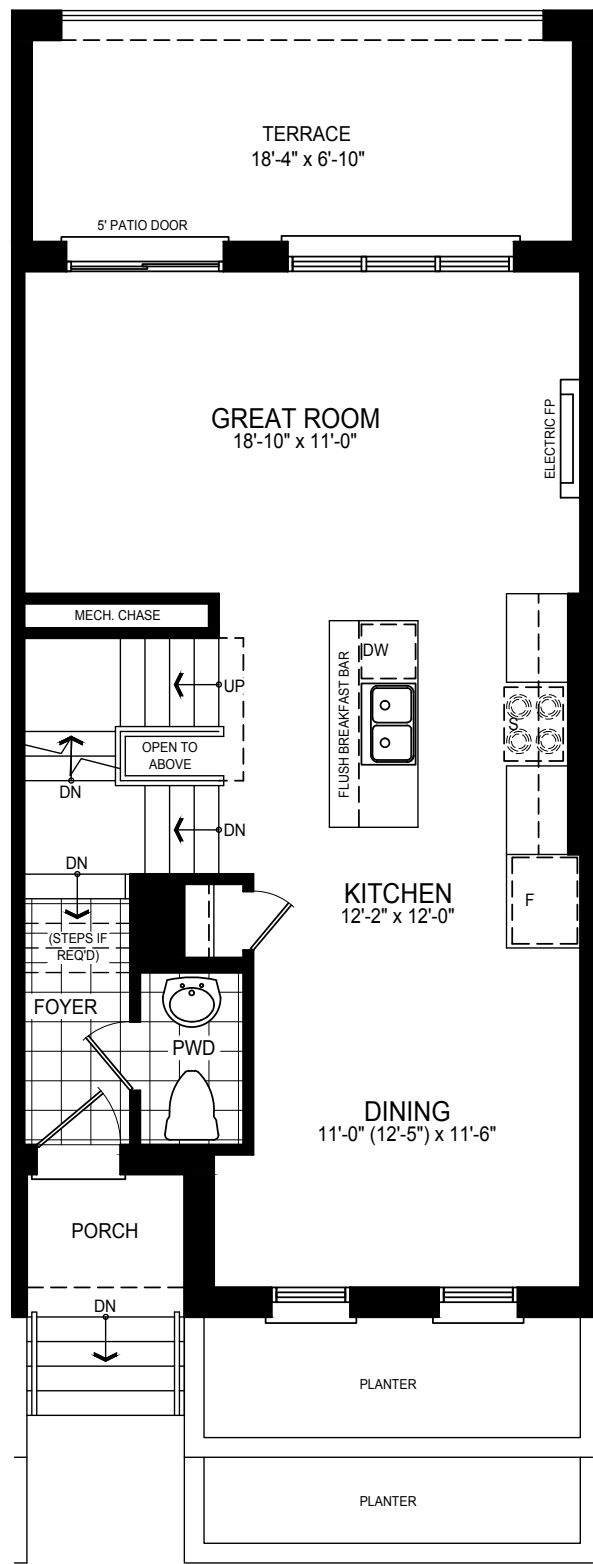 TERRACE
18'-4" x 6'-10"
5' PATIO DOOR
GREAT ROOM
18'-10" x 11'-0"
ELECTRIC FP
MECH. CHASE
UP
OPEN TO
ABOVE
DN
DN
DN
FLUSH BREAKFAST BAR
DW
S
KITCHEN
12'-2" x 12'-0"
F
(STEPS IF
REQ'D)
FOYER
PWD
DINING
11'-0" (12'-5") x 11'-6"
PORCH
DN
PLANTER
PLANTER